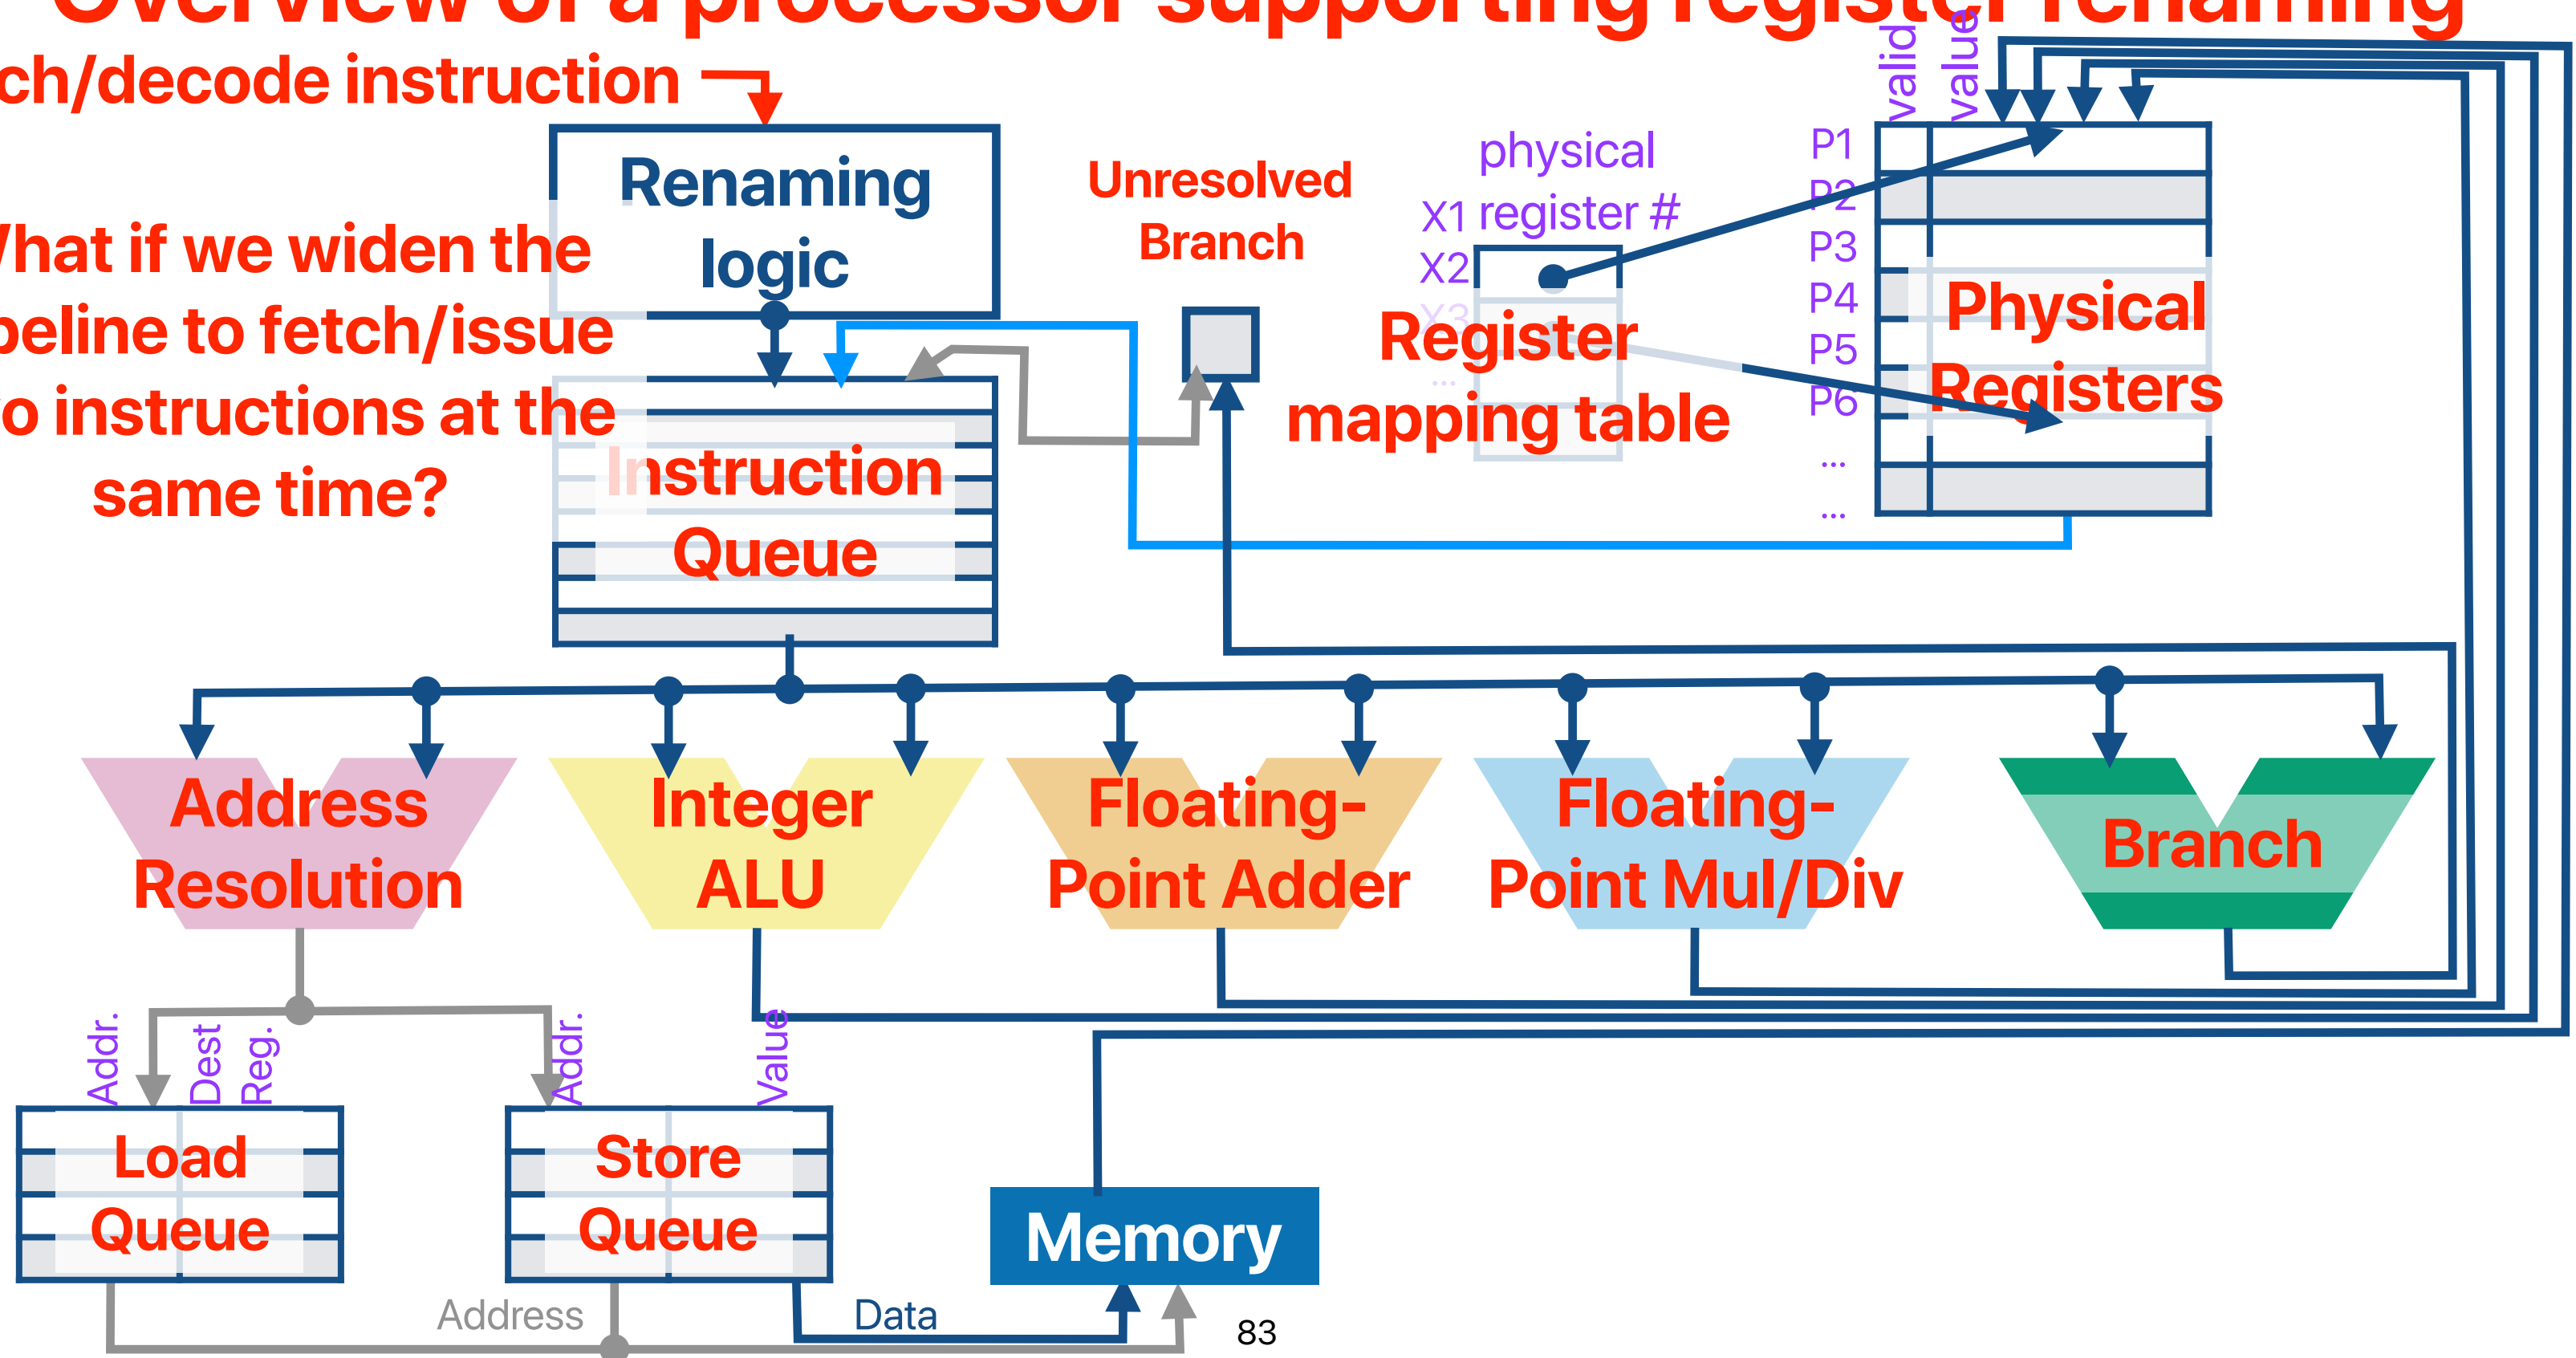 Overview of a processor supporting register renaming
ch/decode instruction
Renaming
logic
What if we widen the
peline to fetch/issue
o instructions at the
same time?
Unresolved
Branch
physical
register #
X1
X2
X3
...
Register
mapping table
valid
value
P1
P2
P3
P4
P5
P6
...
...
Physical
Registers
Instruction
Queue
Address
Resolution
Integer
ALU
Floating-
Point Adder
Floating-
Point Mul/Div
Branch
Addr.
Dest
Reg.
Addr.
Value
Load
Queue
Store
Queue
Memory
Address
Data
83